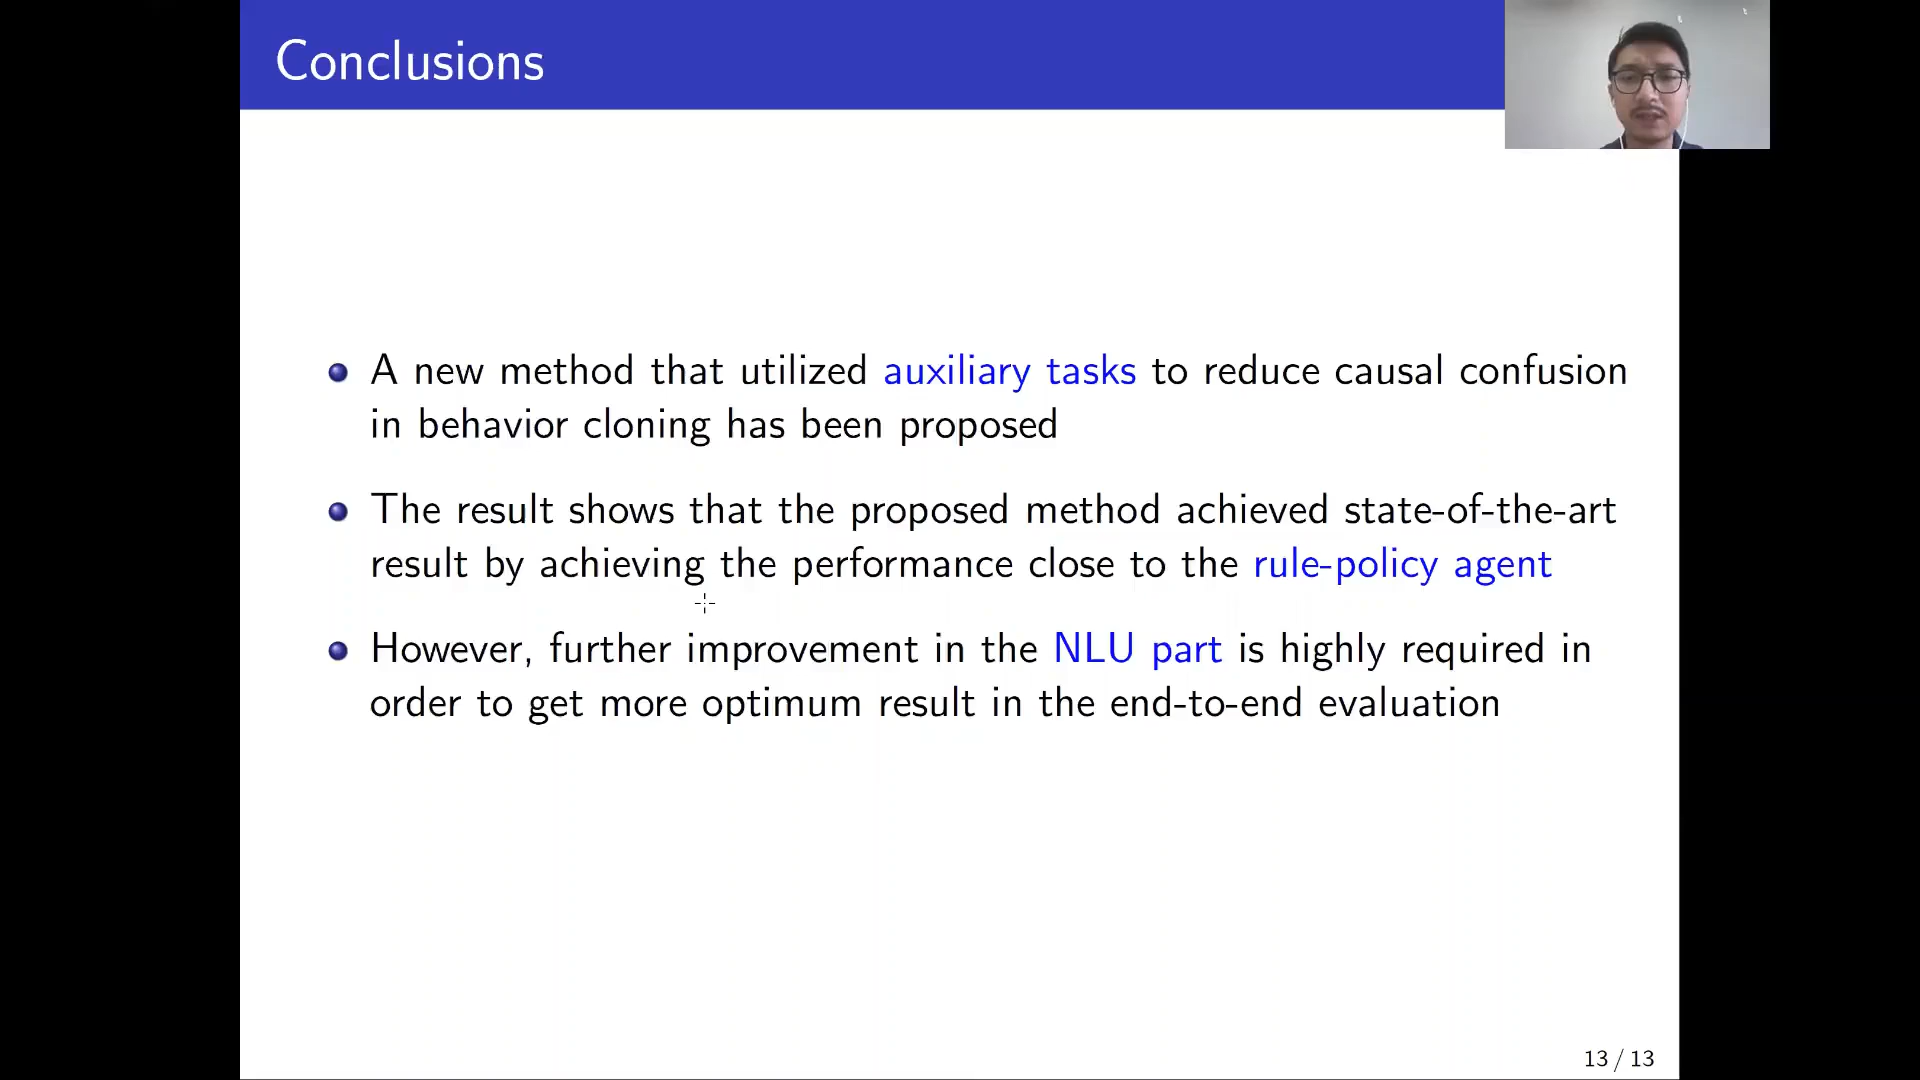 Conclusions
A new method that utilized auxiliary tasks to reduce causal confusion
in behavior cloning has been proposed
The result shows that the proposed method achieved state-of-the-art
result by achieving the performance close to the rule-policy agent
However, further improvement in the NLU part is highly required in
order to get more optimum result in the end-to-end evaluation
13 / 13